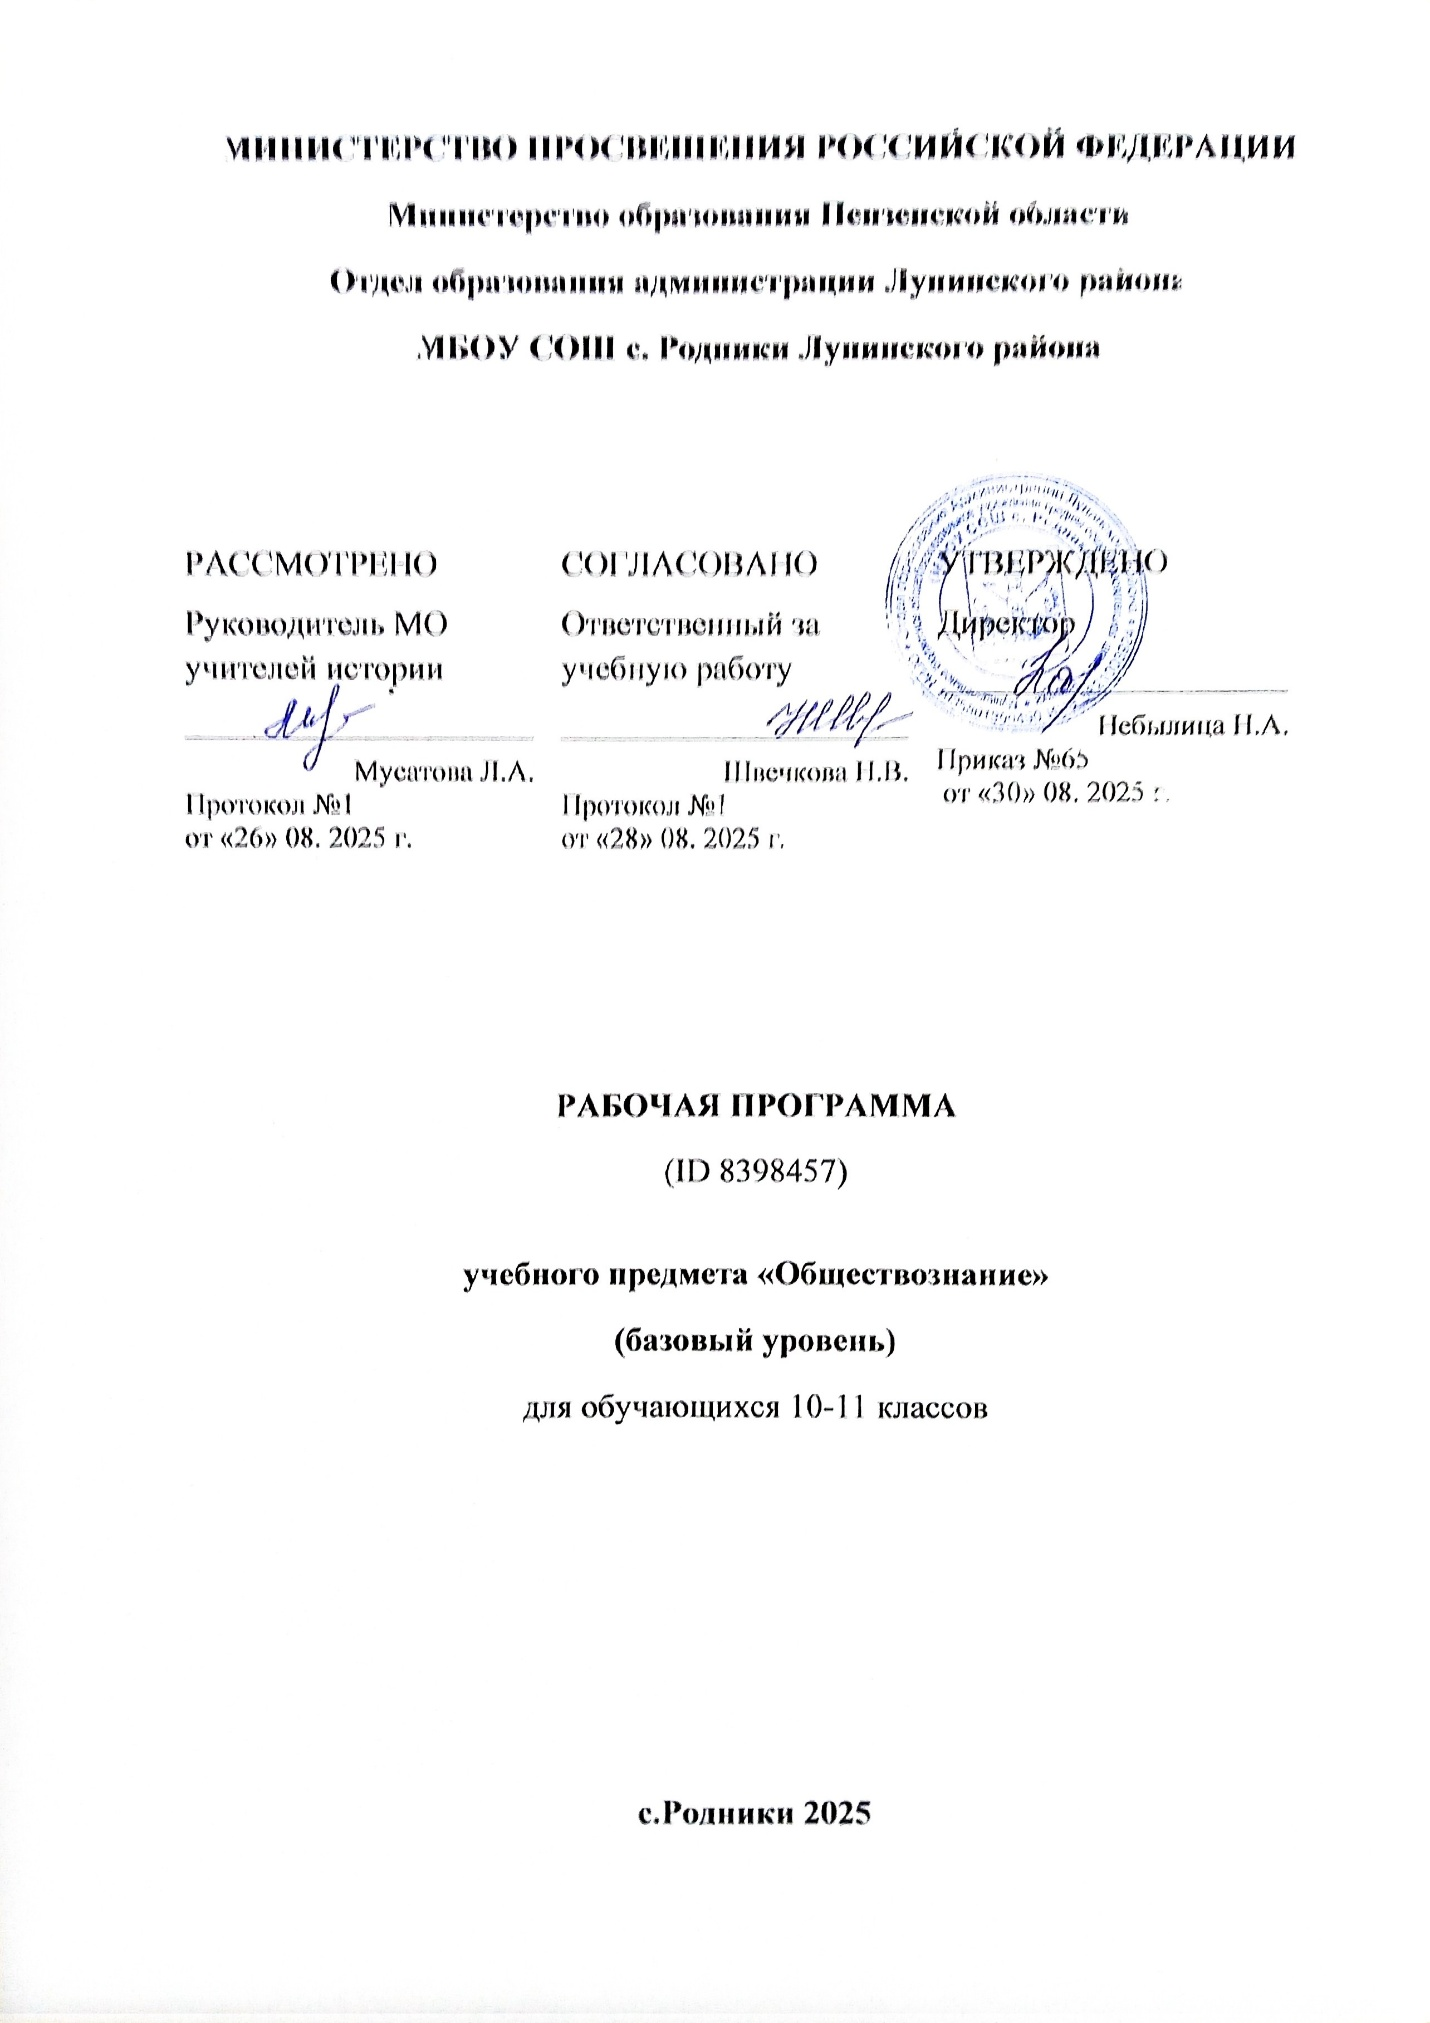 МИНИСТЕРСТВО ПРОСВЕЩЕНИЯ РОССИЙСКОЙ ФЕДЕРАЦИИ
Министерство образования Пензенской области
Отдел образования администрации Лунинского района
МБОУ СОШ с. Родники Лунинского района
РАССМОТРЕНО
Руководитель МО
учителей истории
Мусатова Л.А.
Протокол №1
от «26» 08. 2025 г.
СОГЛАСОВАНО
Ответственный за
учебную работу
Швечкова Н.В.
Протокол №1
от «28» 08. 2025 г.
УТВЕРЖДЕНО
Директор
Небылица Н.А.
Приказ №65
от «30» 08. 2025 г.
РАБОЧАЯ ПРОГРАММА
(ID 8398457)
учебного предмета «Обществознание»
(базовый уровень)
для обучающихся 10-11 классов
с.Родники 2025